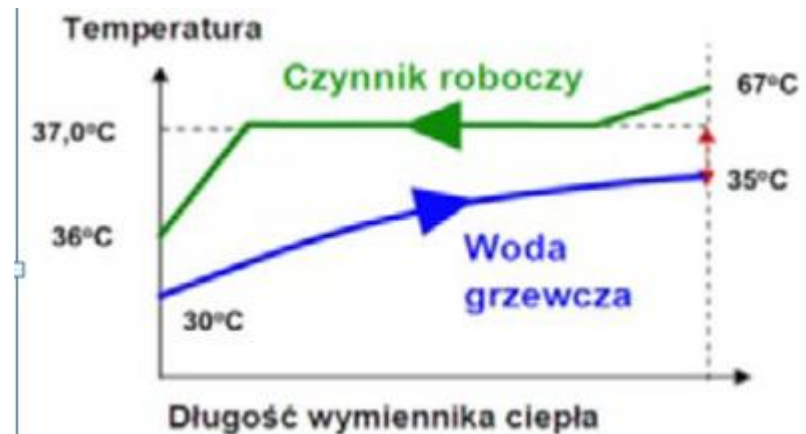 Temperatura
Czynnik roboczy
67°C
37,0°C
35°C
36°C
Woda
grzewcza
30°C
Długość wymiennika ciepła